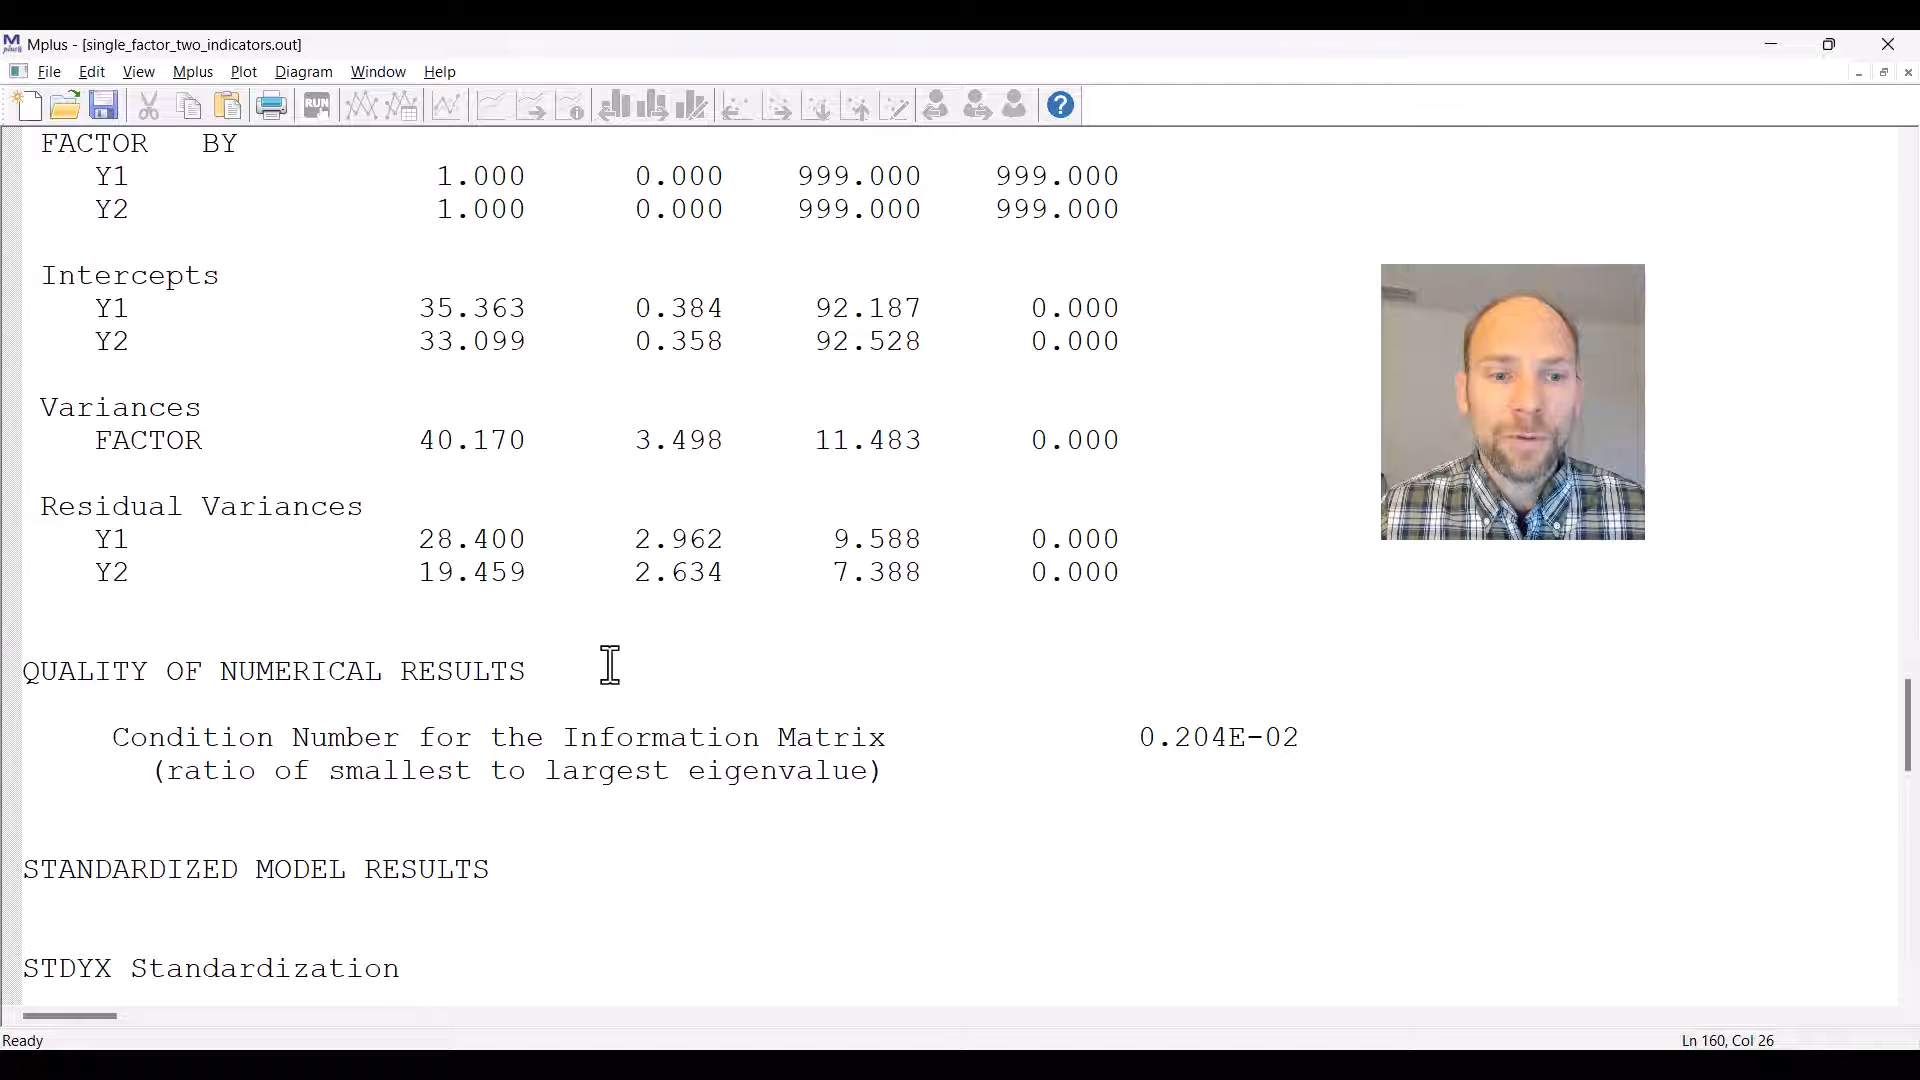 Mplus - [single_factor_two_indicators.out]
File Edit View Mplus Plot Diagram Window Help
RUN
FACTOR BY
Y1 1.000 0.000 999.000 999.000
Y2 1.000 0.000 999.000 999.000
Intercepts
Y1 35.363 0.384 92.187 0.000
Y2 33.099 0.358 92.528 0.000
Variances
FACTOR 40.170 3.498 11.483 0.000
Residual Variances
Y1 28.400 2.962 9.588 0.000
Y2 19.459 2.634 7.388 0.000
QUALITY OF NUMERICAL RESULTS
Condition Number for the Information Matrix 0.204E-02
(ratio of smallest to largest eigenvalue)
STANDARDIZED MODEL RESULTS
STDYX Standardization
Ready Ln 160, Col 26